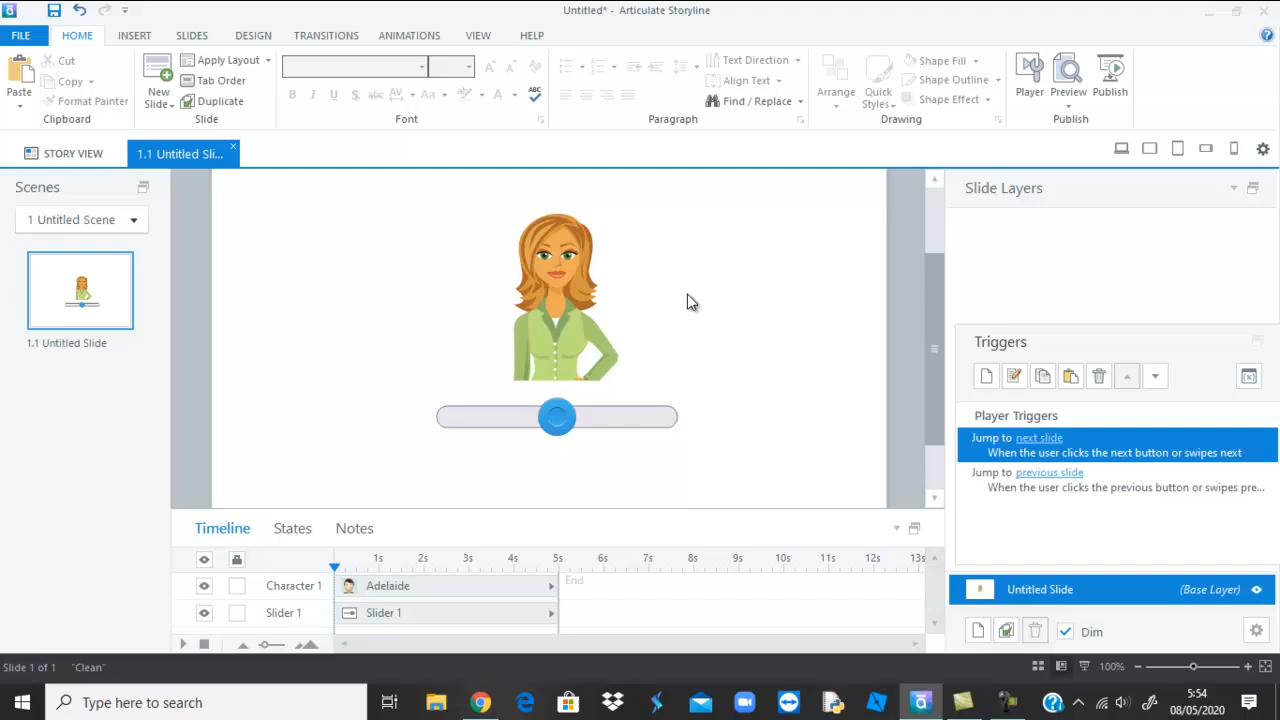 Untitled* - Articulate Storyline
FILE HOME INSERT SLIDES DESIGN TRANSITIONS ANIMATIONS VIEW HELP
Paste
Cut
Copy
Format Painter
Clipboard
New
Slide
Apply Layout
Tab Order
Duplicate
Slide
B I U S abc AV Aa A
ABC
Font
Text Direction
Align Text
Find / Replace
Paragraph
Arrange
Quick
Styles
Shape Fill
Shape Outline
Shape Effect
Drawing
Player
Preview
Publish
Publish
STORY VIEW
1.1 Untitled Sli...
Scenes
1 Untitled Scene
1.1 Untitled Slide
Slide Layers
Triggers
Player Triggers
Jump to next slide
When the user clicks the next button or swipes next
Jump to previous slide
When the user clicks the previous button or swipes pre...
Untitled Slide (Base Layer)
Dim
Timeline States Notes
1s 2s 3s 4s 5s 6s 7s 8s 9s 10s 11s 12s 13s
Character 1 Adelaide End
Slider 1 Slider 1
Slide 1 of 1 "Clean" 100%
Type here to search
5:54
08/05/2020